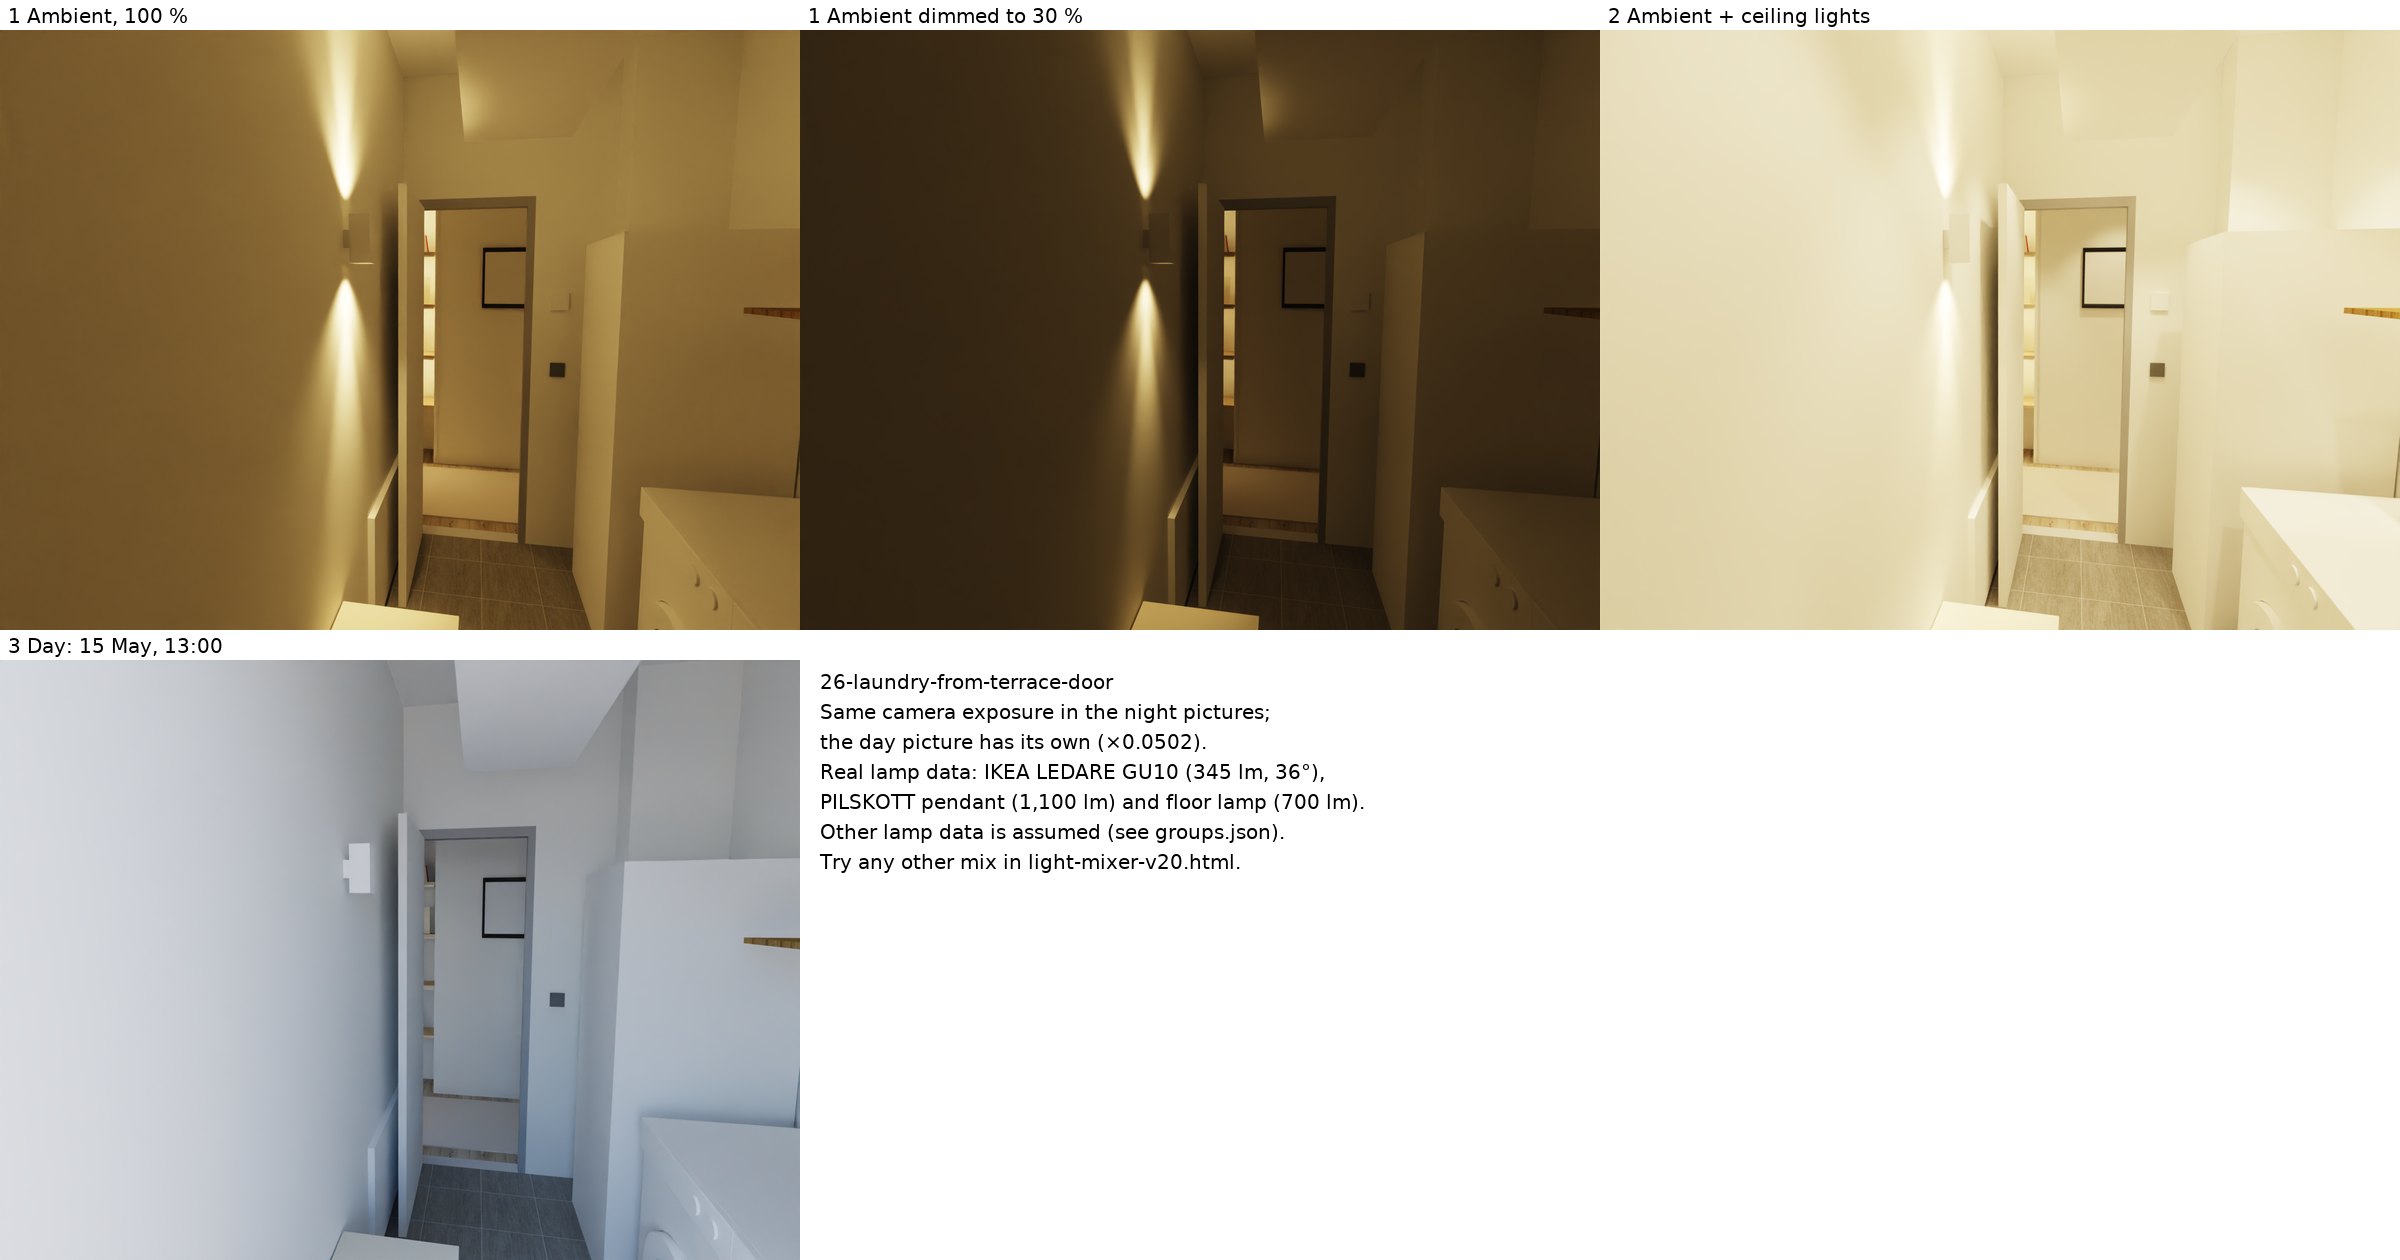 1 Ambient, 100 %
1 Ambient dimmed to 30 %
2 Ambient + ceiling lights
3 Day: 15 May, 13:00
26-laundry-from-terrace-door
Same camera exposure in the night pictures;
the day picture has its own (×0.0502).
Real lamp data: IKEA LEDARE GU10 (345 lm, 36°),
PILSKOTT pendant (1,100 lm) and floor lamp (700 lm).
Other lamp data is assumed (see groups.json).
Try any other mix in light-mixer-v20.html.